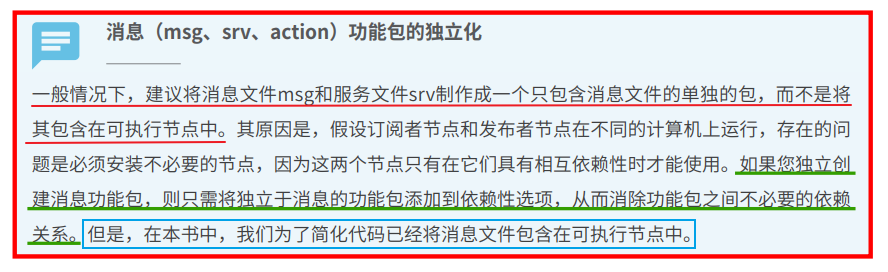 消息（msg、srv、action）功能包的独立化
一般情况下，建议将消息文件msg和服务文件srv制作成一个只包含消息文件的单独的包，而不是将
其包含在可执行节点中。其原因是，假设订阅者节点和发布者节点在不同的计算机上运行，存在的问
题是必须安装不必要的节点，因为这两个节点只有在它们具有相互依赖性时才能使用。如果您独立创
建消息功能包，则只需将独立于消息的功能包添加到依赖性选项，从而消除功能包之间不必要的依赖
关系。但是，在本书中，我们为了简化代码已经将消息文件包含在可执行节点中。